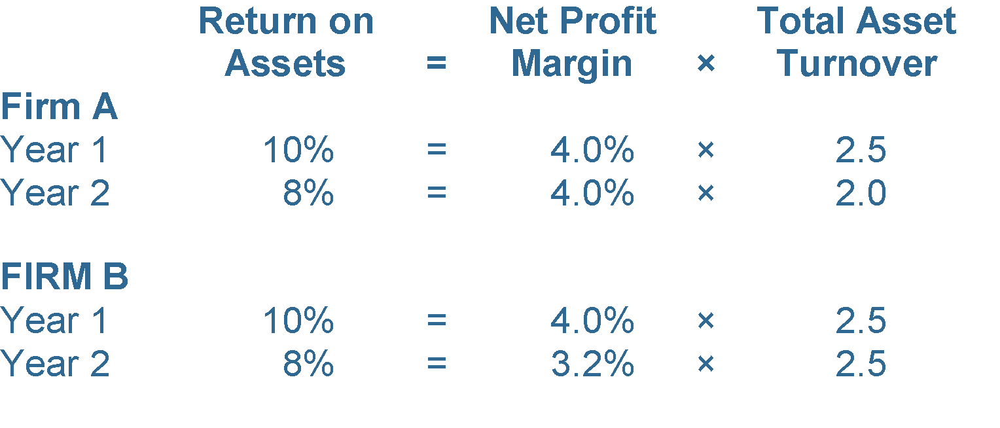 Return on Net Profit Total Asset
Assets = Margin × Turnover
Firm A
Year 1 10% = 4.0% × 2.5
Year 2 8% = 4.0% × 2.0
FIRM B
Year 1 10% = 4.0% × 2.5
Year 2 8% = 3.2% × 2.5